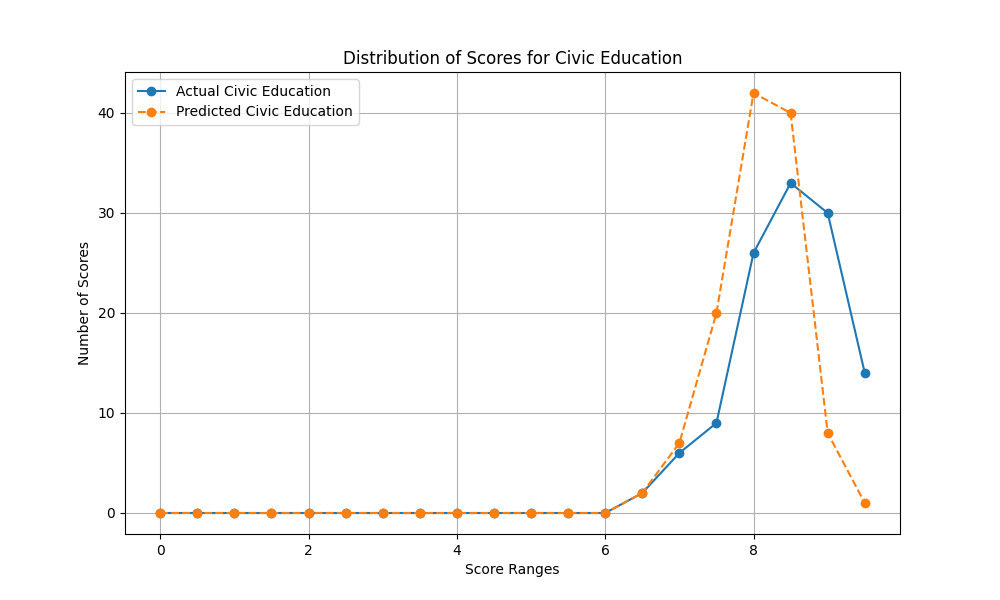 Distribution of Scores for Civic Education
Actual Civic Education
Predicted Civic Education
Number of Scores
40
30
20
10
0
0 2 4 6 8
Score Ranges